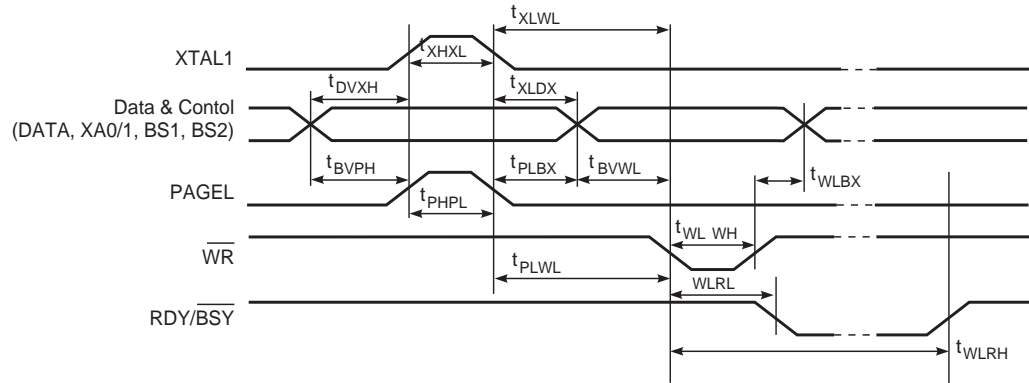 tXLWL
XTAL1
tXHXL
tDVXH
tXLDX
Data & Contol
(DATA, XA0/1, BS1, BS2)
tBVPH
tPLBX
tBVWL
tWLBX
PAGEL
tPHPL
tWL WH
WR
tPLWL
WLRL
RDY/BSY
tWLRH